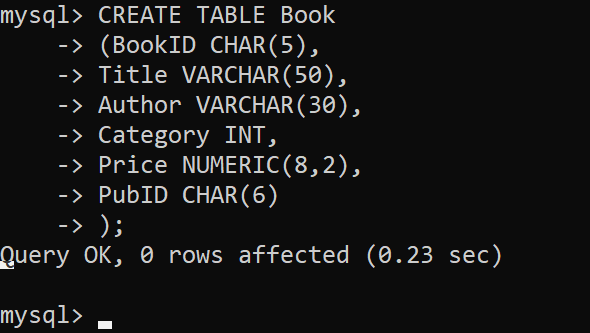 mysql> CREATE TABLE Book
    -> (BookID CHAR(5),
    -> Title VARCHAR(50),
    -> Author VARCHAR(30),
    -> Category INT,
    -> Price NUMERIC(8,2),
    -> PubID CHAR(6)
    -> );
Query OK, 0 rows affected (0.23 sec)
mysql>